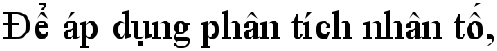 Để áp dụng phân tích nhân tố,